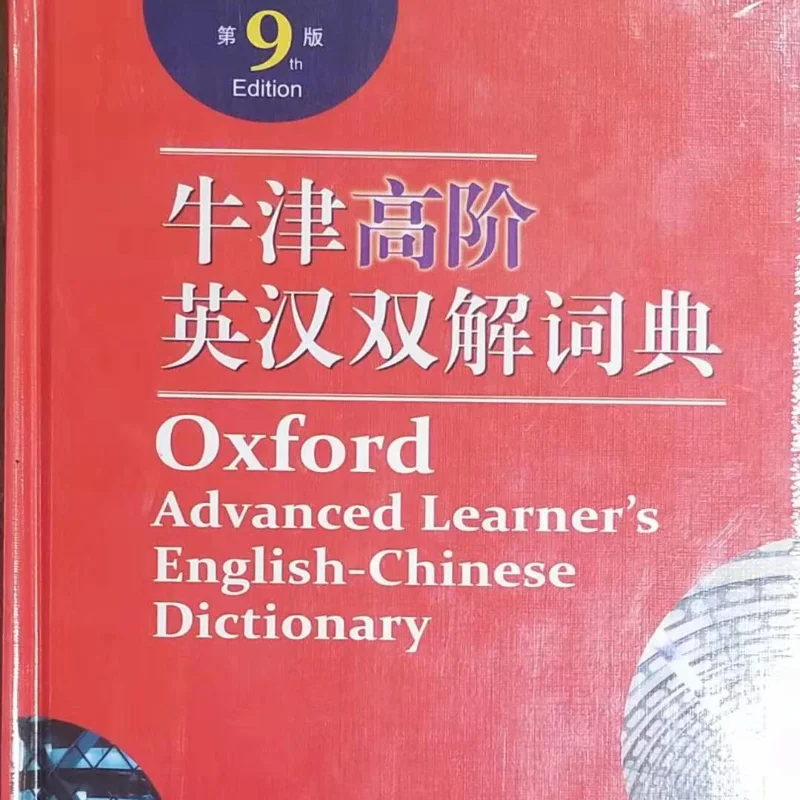 第9版
th
Edition
牛津高阶
英汉双解词典
Oxford
Advanced Learner's
English-Chinese
Dictionary